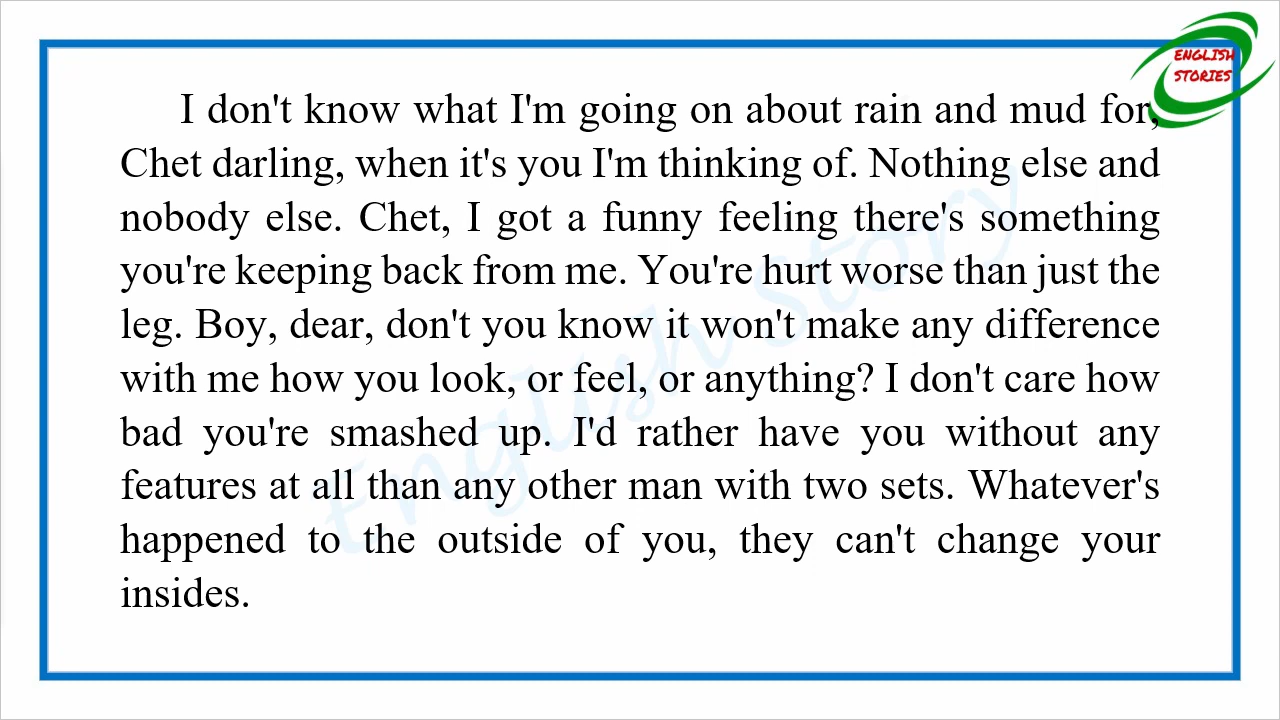 ENGLISH
STORIES
I don't know what I'm going on about rain and mud for,
Chet darling, when it's you I'm thinking of. Nothing else and
nobody else. Chet, I got a funny feeling there's something
you're keeping back from me. You're hurt worse than just the
leg. Boy, dear, don't you know it won't make any difference
with me how you look, or feel, or anything? I don't care how
bad you're smashed up. I'd rather have you without any
features at all than any other man with two sets. Whatever's
happened to the outside of you, they can't change your
insides.
English Story